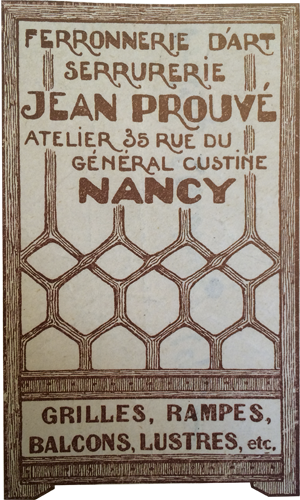 FERRONNERIE D'ART
SERRURERIE
JEAN PROUVÉ
ATELIER 35 RUE DU
GÉNÉRAL CUSTINE
NANCY
GRILLES, RAMPES,
BALCONS, LUSTRES, etc.